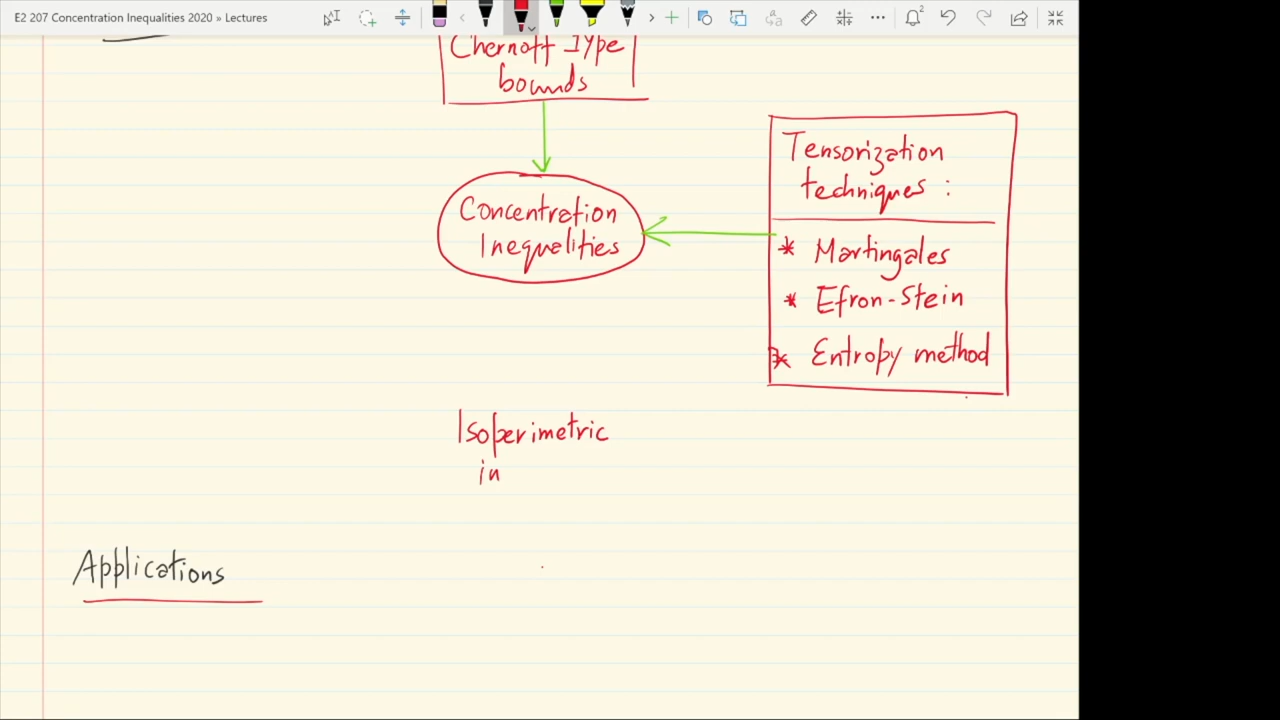 E2 207 Concentration Inequalities 2020 » Lectures
2
Chernoff Type
bounds
Concentration
Inequalities
Tensorization
techniques :
* Martingales
* Efron-Stein
* Entropy method
Isoperimetric
in
Applications